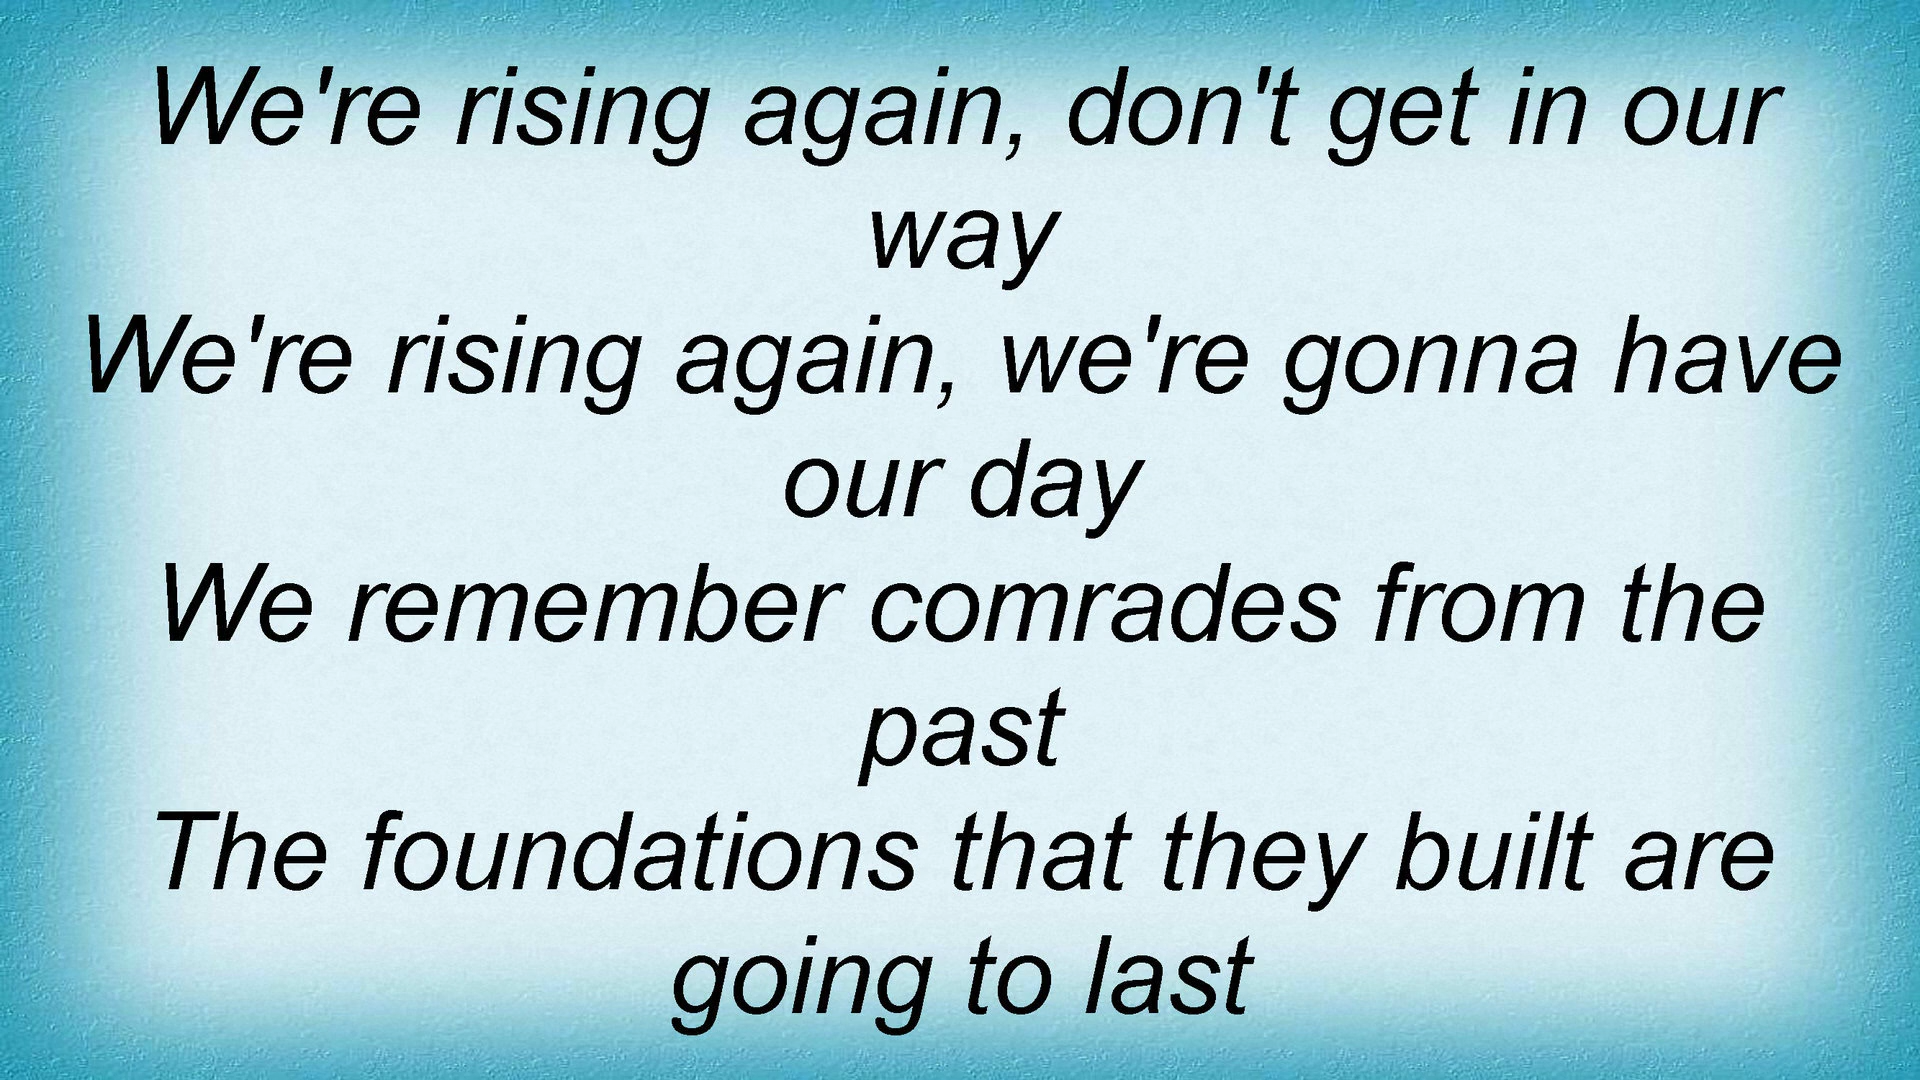 We're rising again, don't get in our
way
We're rising again, we're gonna have
our day
We remember comrades from the
past
The foundations that they built are
going to last